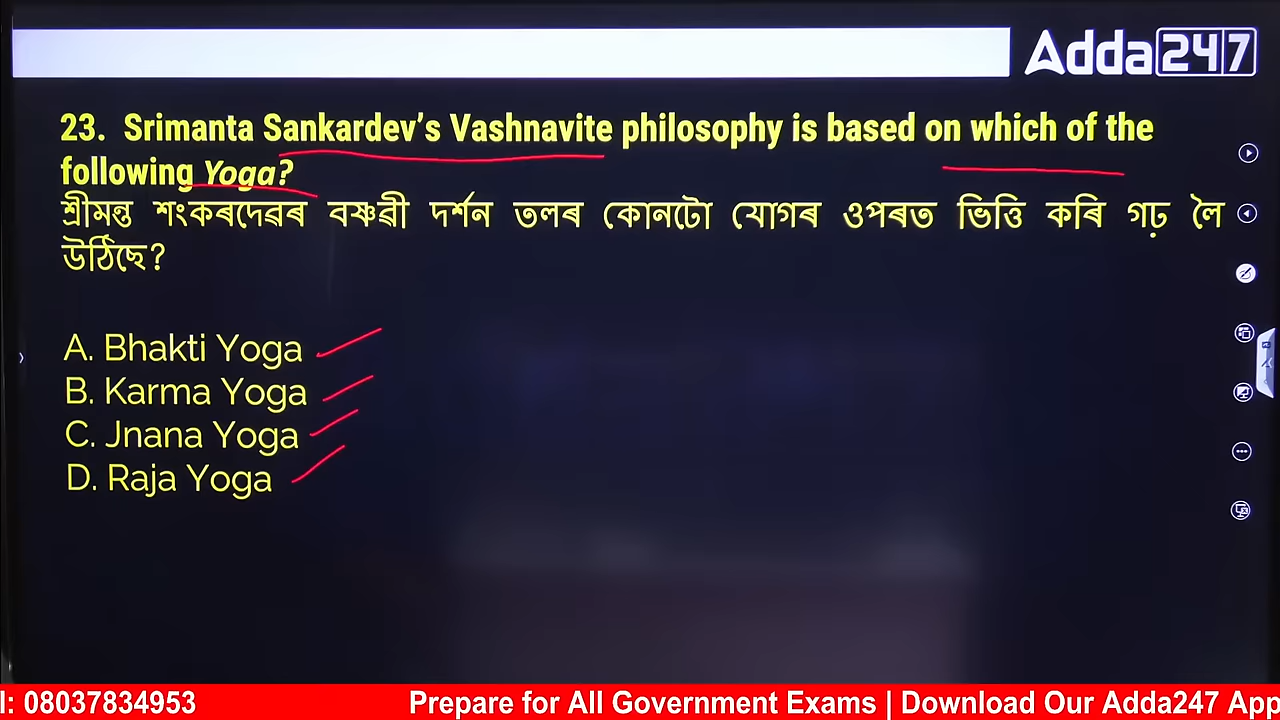 Adda247
23. Srimanta Sankardev's Vashnavite philosophy is based on which of the
following Yoga?
শ্ৰীমন্ত শংকৰদেৱৰ বষ্ণৱী দৰ্শন তলৰ কোনটো যোগৰ ওপৰত ভিত্তি কৰি গঢ় লৈ
উঠিছে?
A. Bhakti Yoga
B. Karma Yoga
C. Jnana Yoga
D. Raja Yoga
l: 08037834953 Prepare for All Government Exams | Download Our Adda247 App